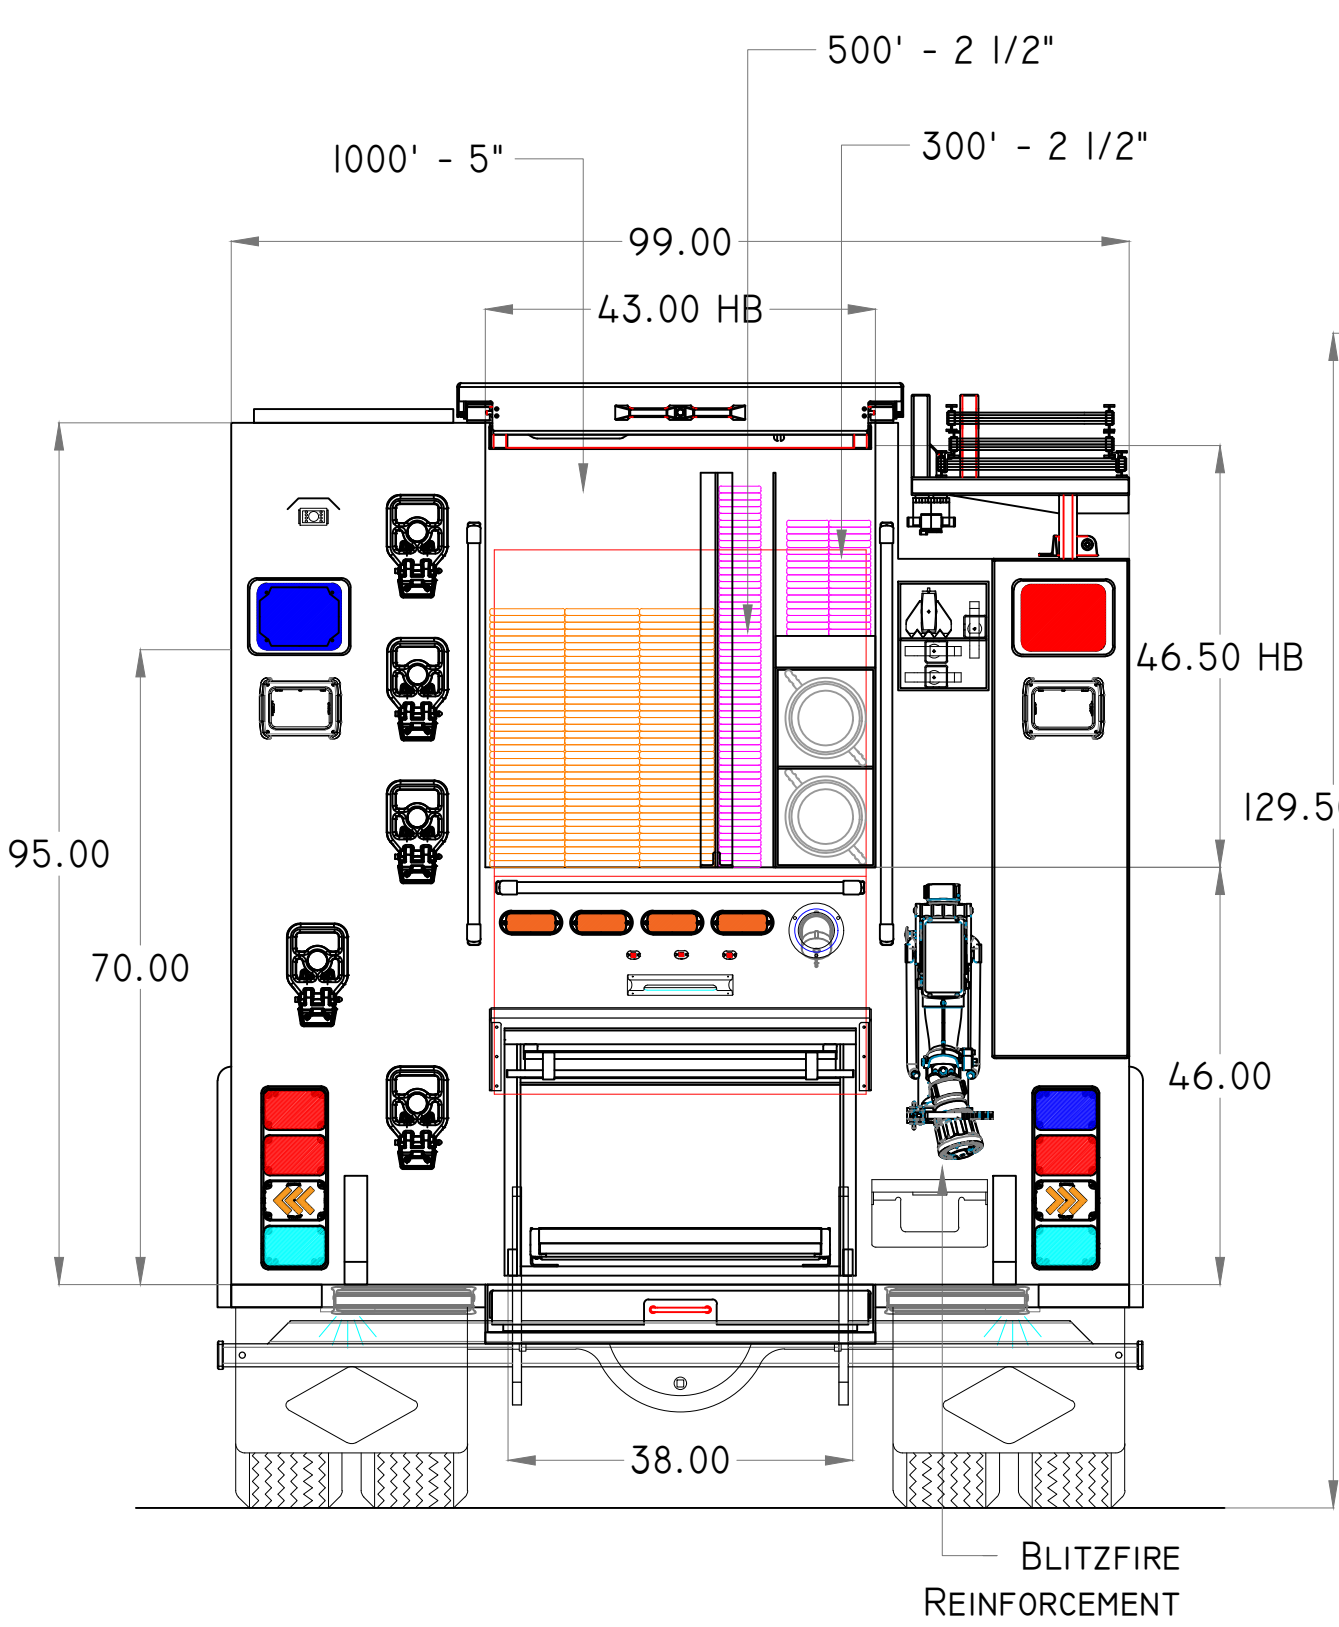 500' - 2 1/2"
300' - 2 1/2"
1000' - 5"
99.00
43.00 HB
46.50 HB
129.5
95.00
70.00
46.00
38.00
BLITZFIRE
REINFORCEMENT